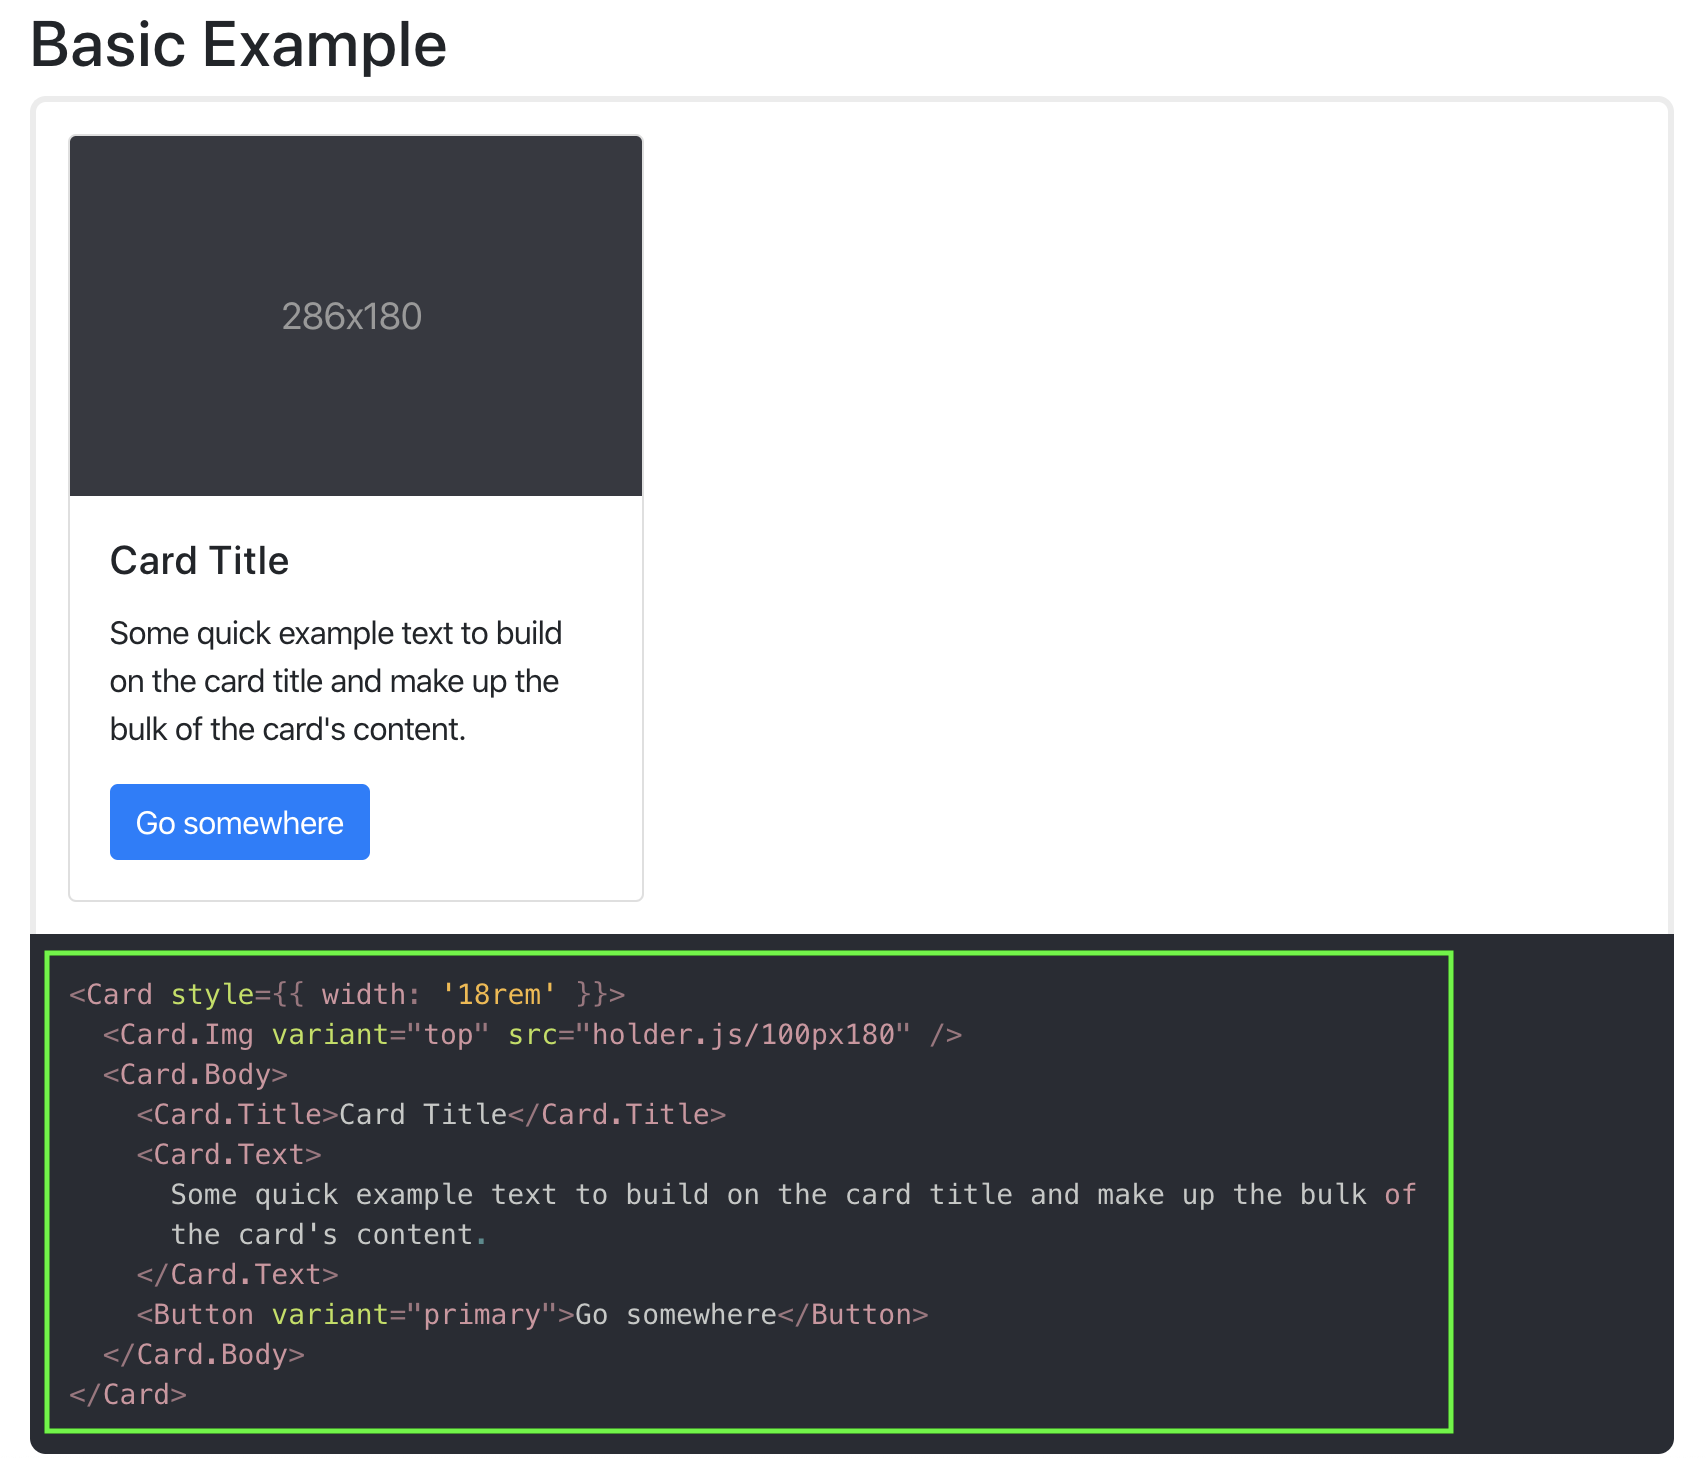 Basic Example
286x180
Card Title
Some quick example text to build
on the card title and make up the
bulk of the card's content.
Go somewhere
<Card style={{ width: '18rem' }}>
  <Card.Img variant="top" src="holder.js/100px180" />
  <Card.Body>
    <Card.Title>Card Title</Card.Title>
    <Card.Text>
      Some quick example text to build on the card title and make up the bulk of
      the card's content.
    </Card.Text>
    <Button variant="primary">Go somewhere</Button>
  </Card.Body>
</Card>